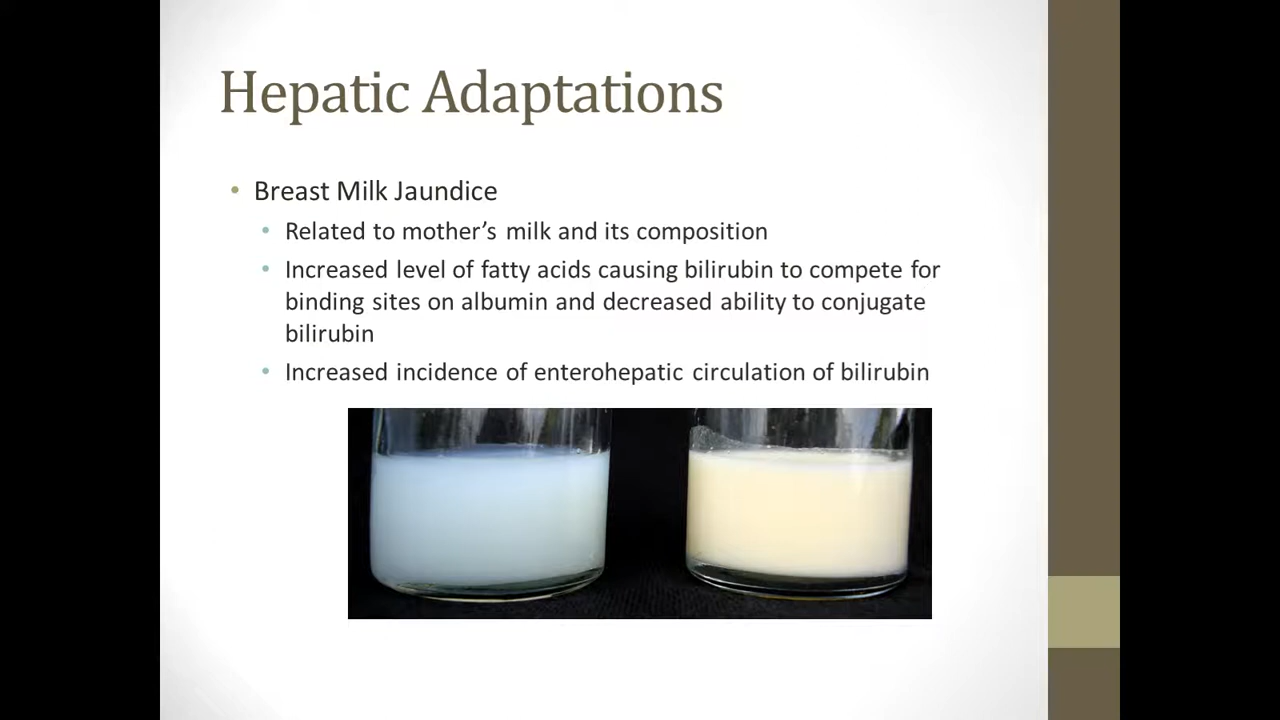 Hepatic Adaptations
• Breast Milk Jaundice
• Related to mother’s milk and its composition
• Increased level of fatty acids causing bilirubin to compete for
binding sites on albumin and decreased ability to conjugate
bilirubin
• Increased incidence of enterohepatic circulation of bilirubin